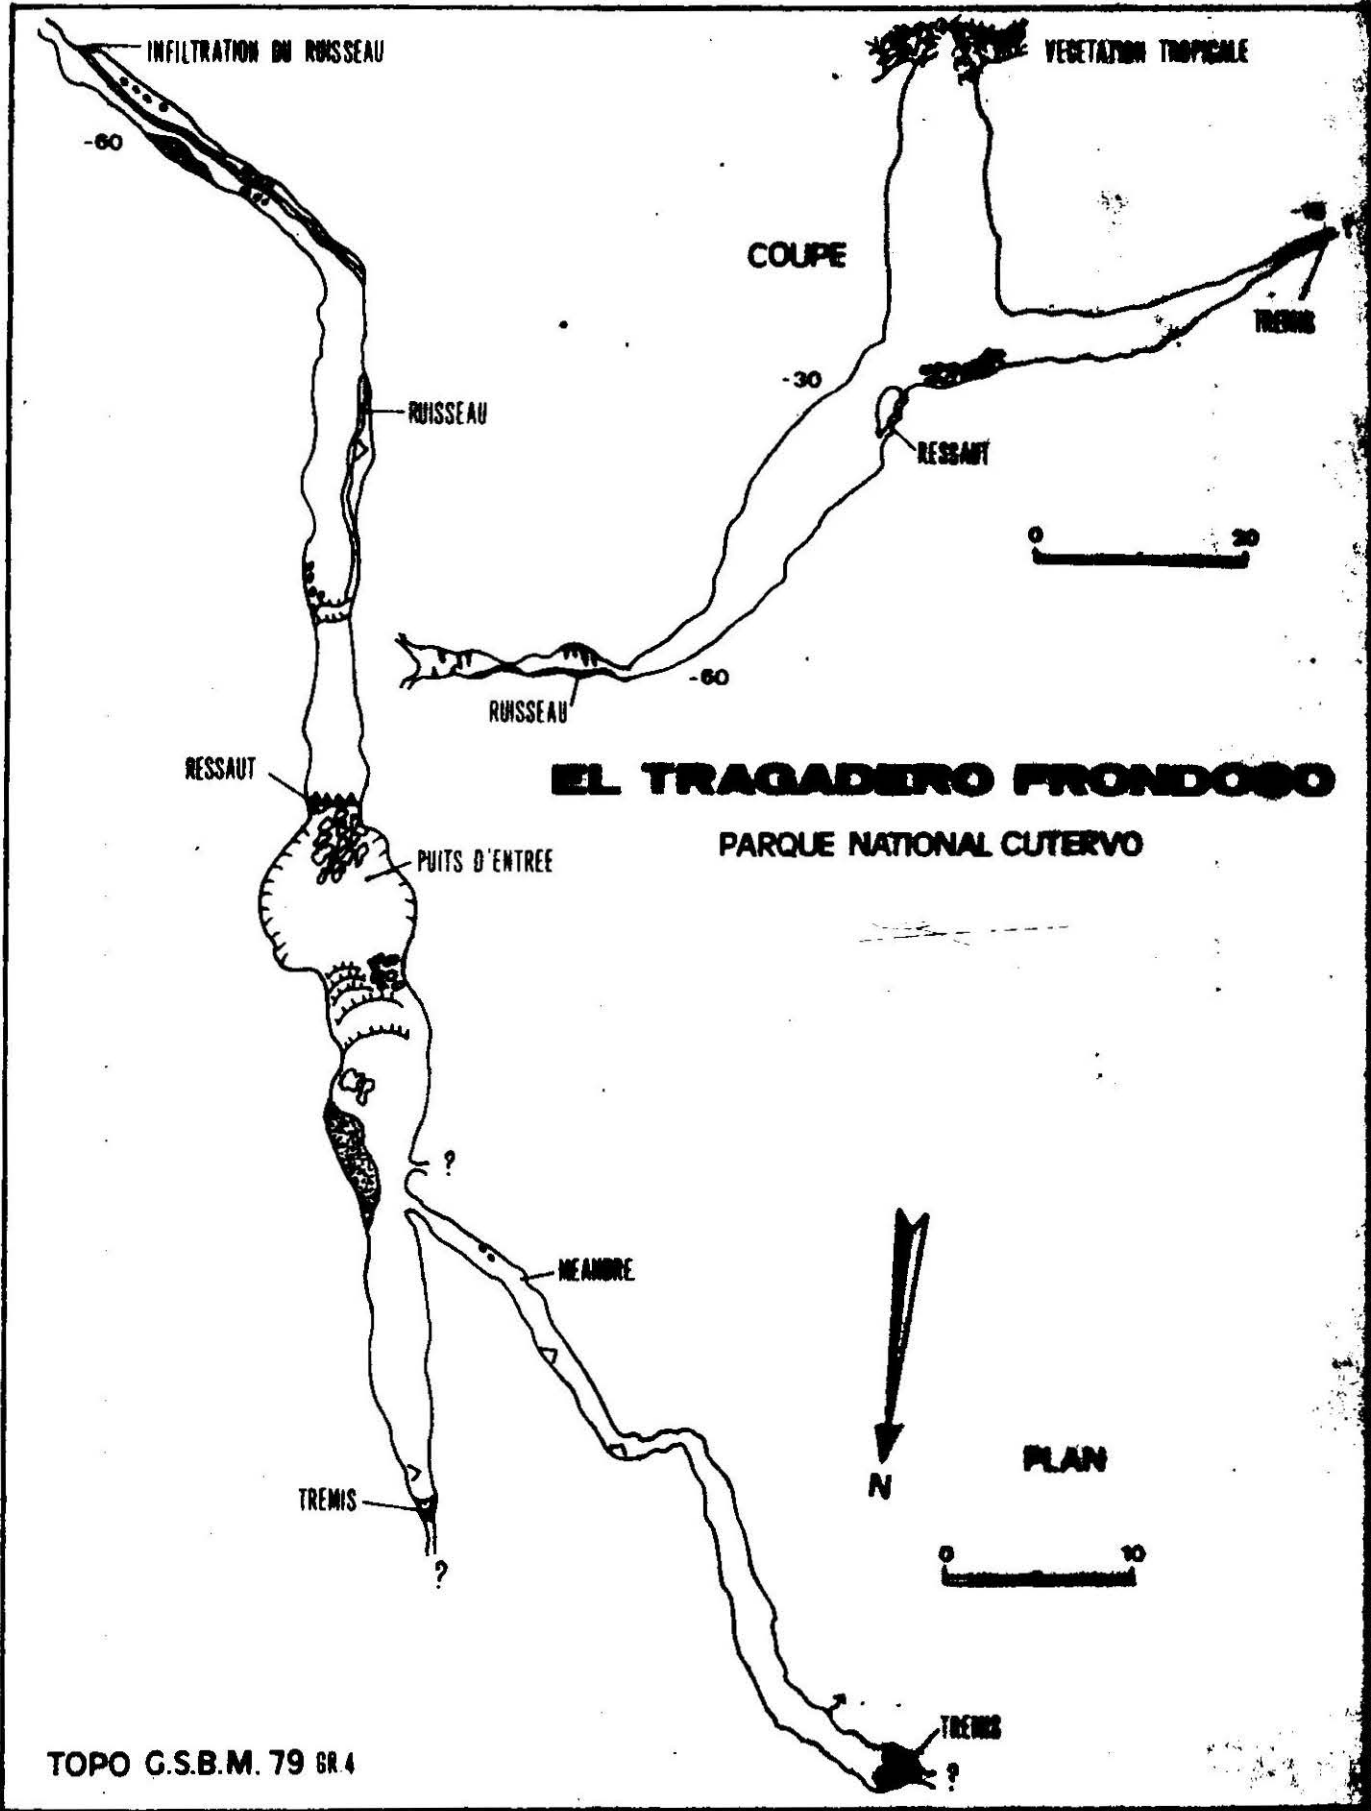 INFILTRATION DU RUISSEAU
VEGETATION TROPICALE
-60
COUPE
TREMIS
-30
RUISSEAU
RESSAUT
0 20
-60
RUISSEAU
RESSAUT
EL TRAGADERO FRONDOSO
PARQUE NATIONAL CUTERVO
PUITS D'ENTREE
?
MEANDRE
N
PLAN
TREMIS
?
0 10
TREMIS
?
TOPO G.S.B.M. 79 GR.4